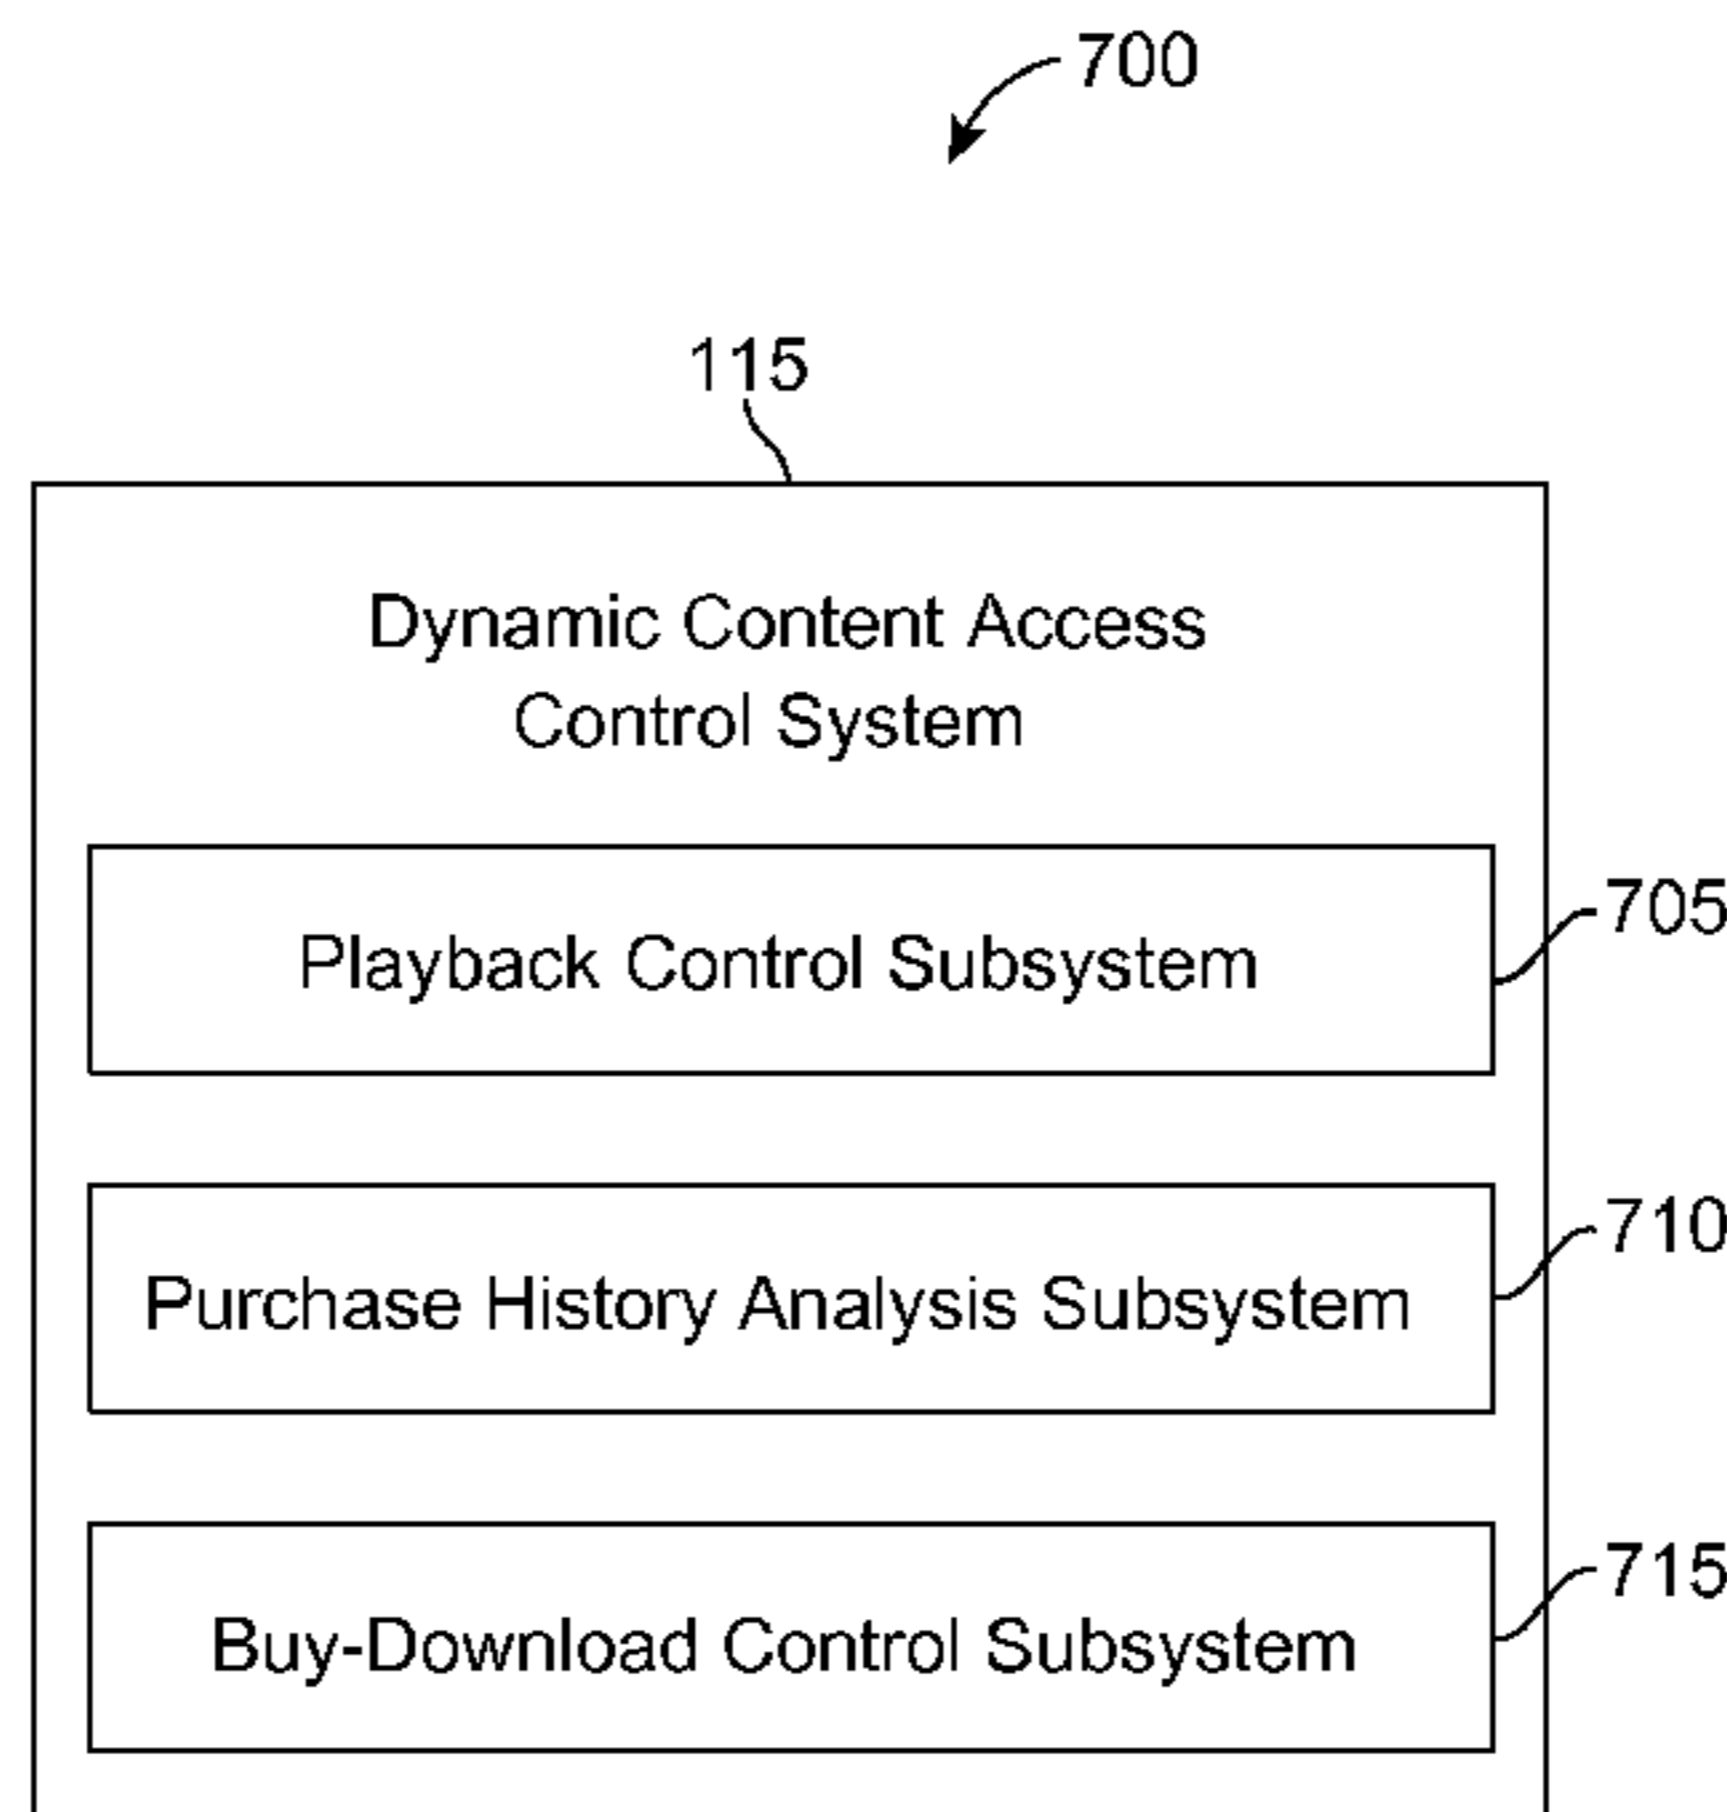 700
115
Dynamic Content Access
Control System
705
Playback Control Subsystem
710
Purchase History Analysis Subsystem
715
Buy-Download Control Subsystem